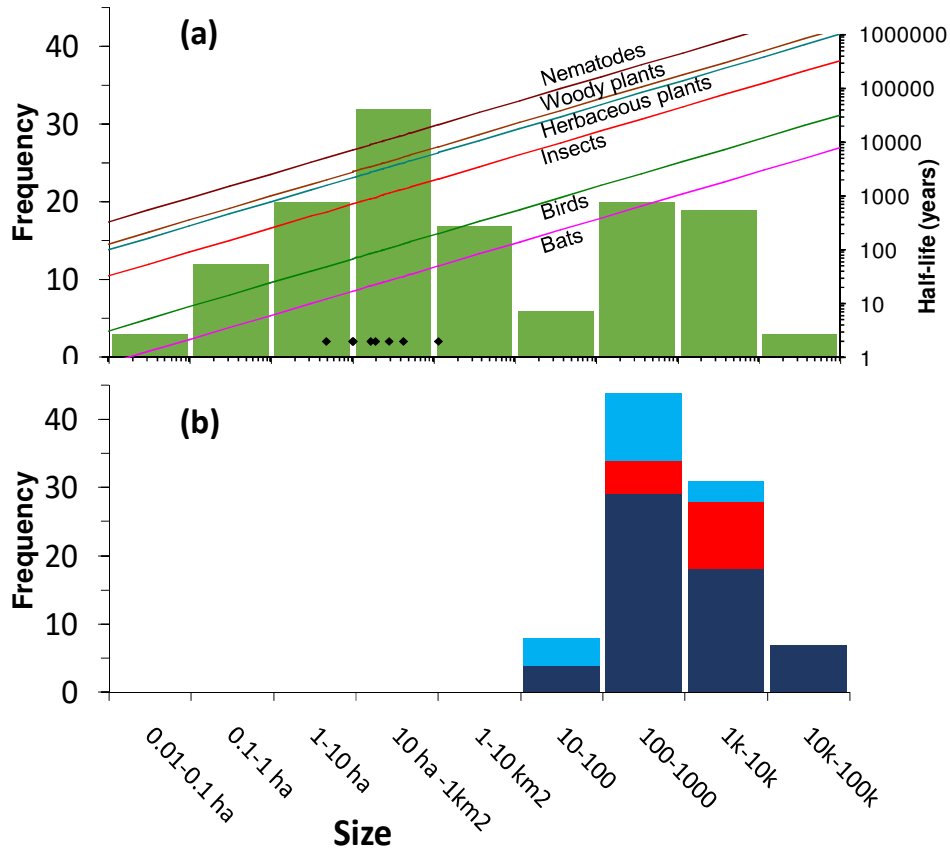 (a)
Frequency
40
30
20
10
0
Nematodes
Woody plants
Herbaceous plants
Insects
Birds
Bats
1000000
100000
10000
1000
100
10
1
Half-life (years)
(b)
Frequency
40
30
20
10
0
0.01-0.1 ha
0.1-1 ha
1-10 ha
10 ha -1km2
1-10 km2
10-100
100-1000
1k-10k
10k-100k
Size